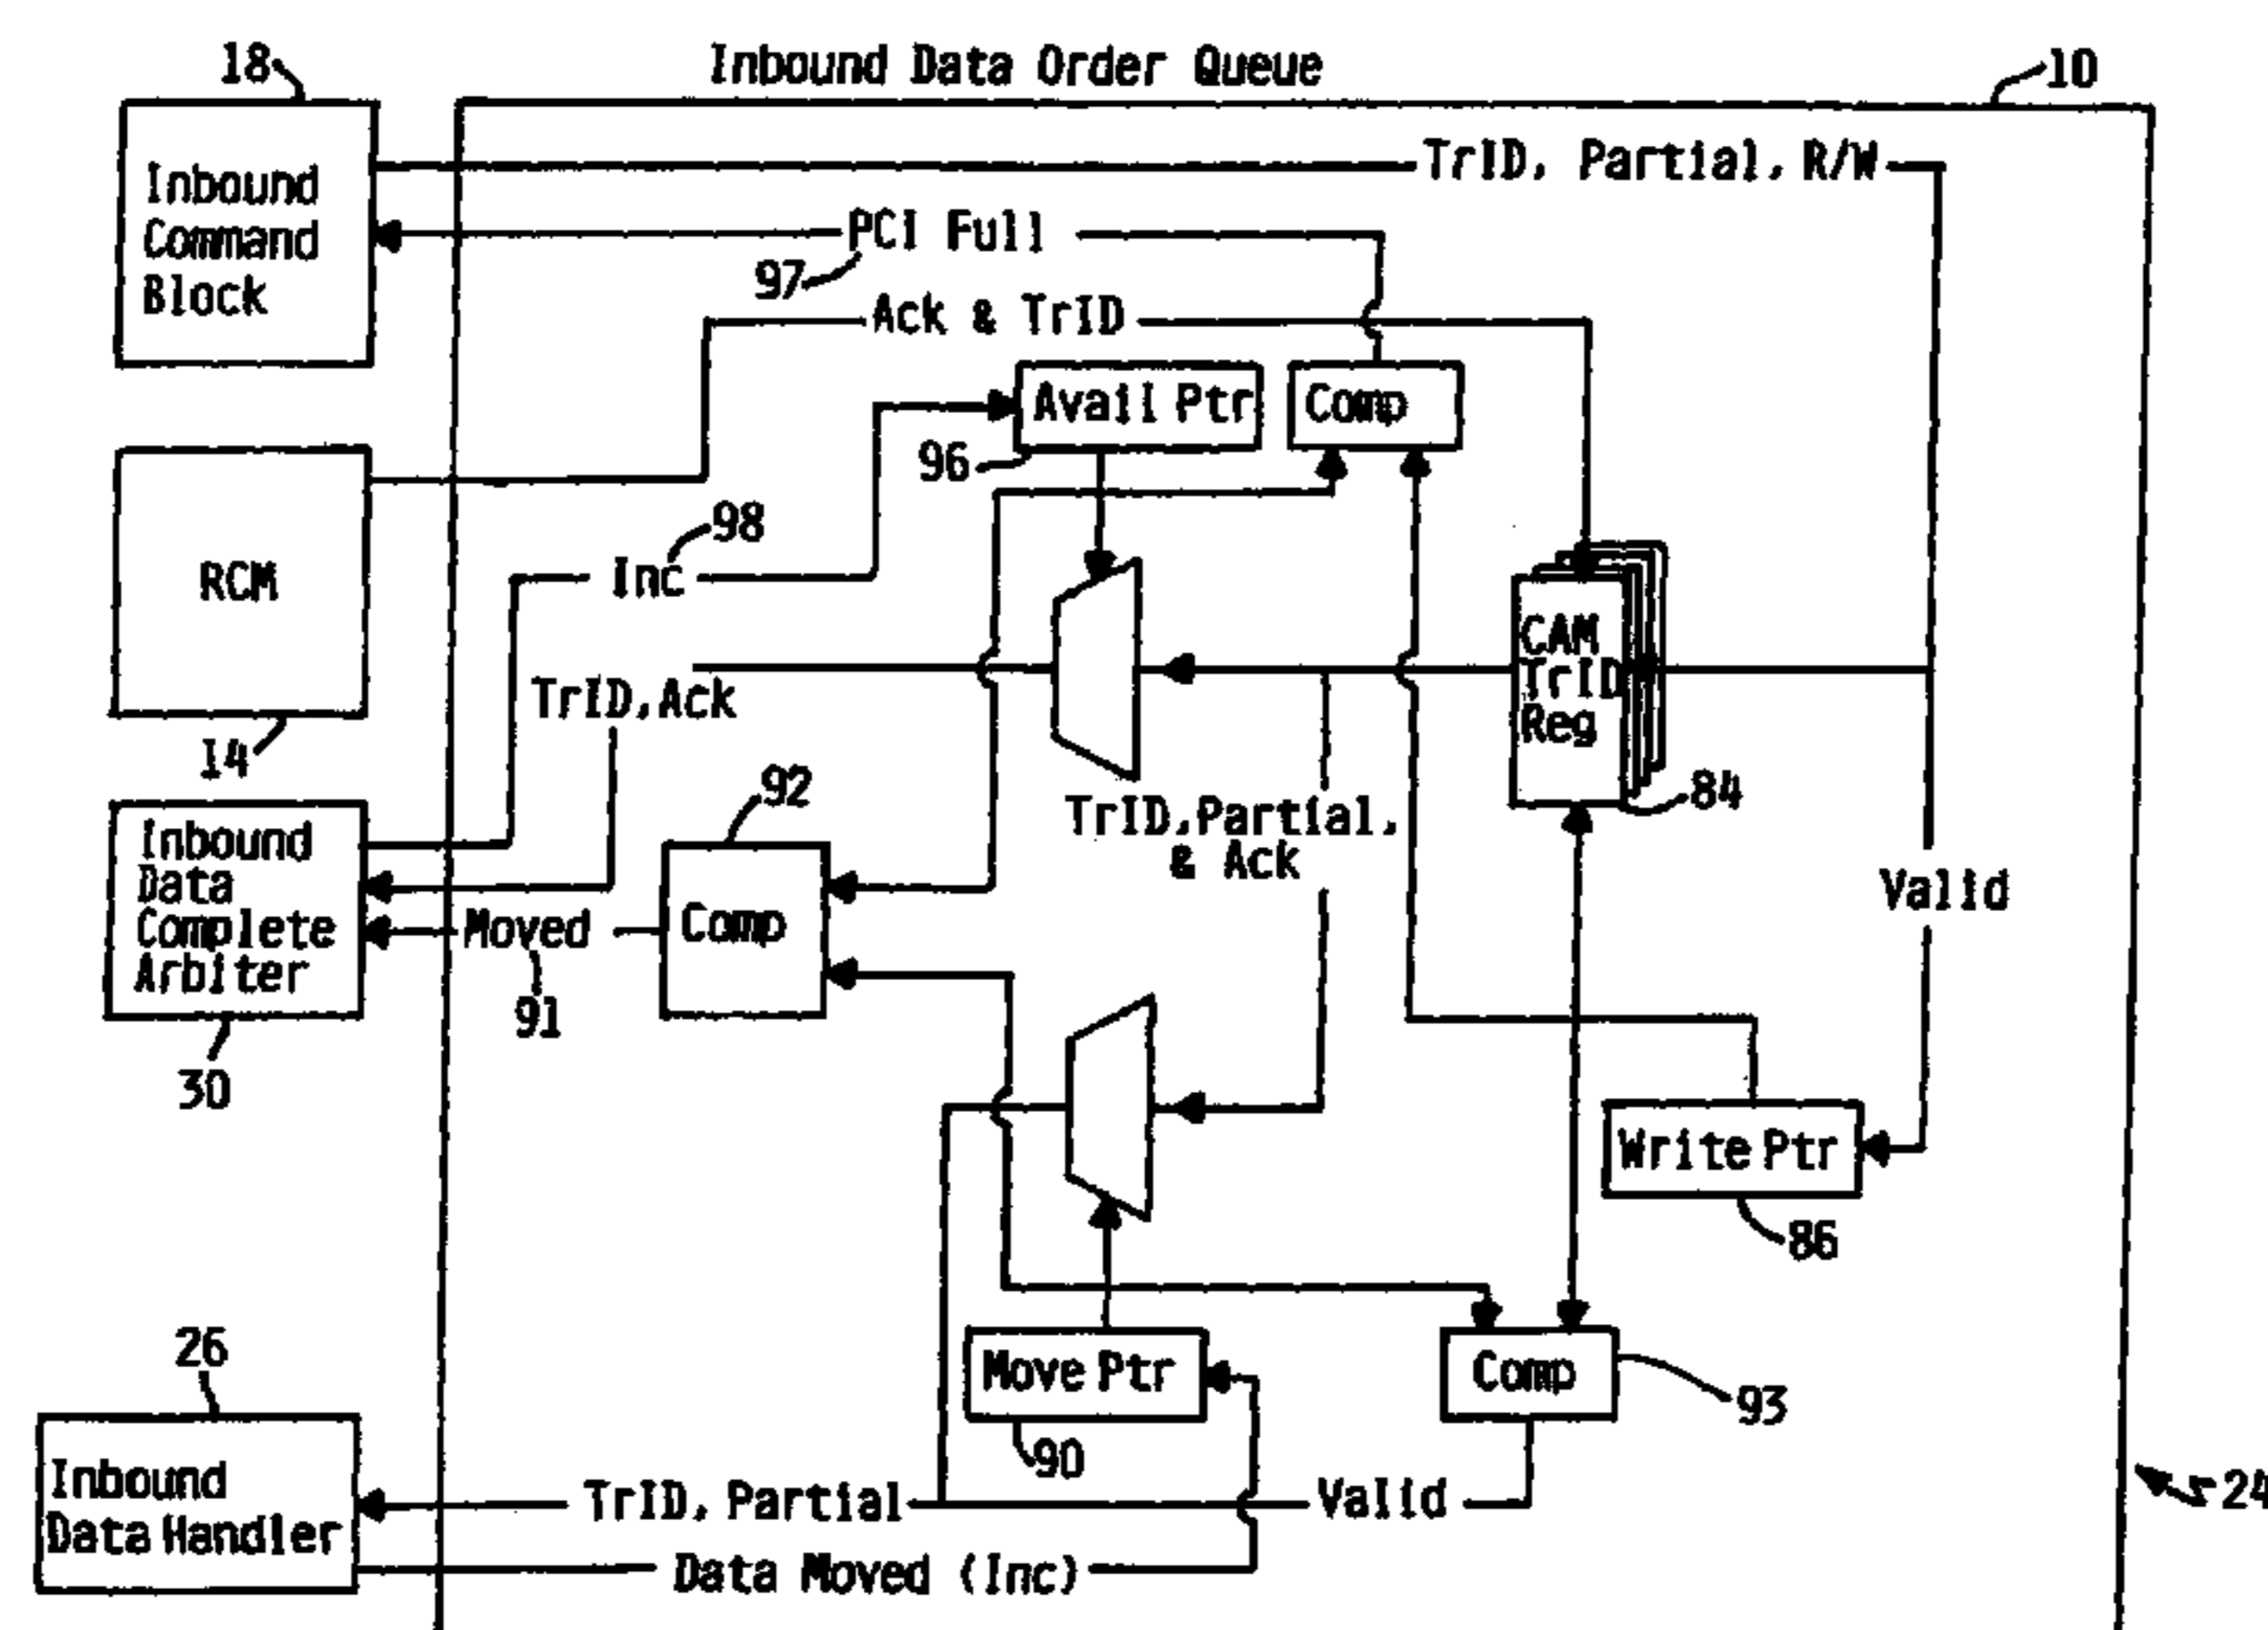 18
Inbound Data Order Queue
10
Inbound
Command
Block
TrID, Partial, R/W
PCI Full
97
Ack & TrID
Avail Ptr
Comp
96
98
Inc
RCM
14
TrID, Ack
CAM
TrID
Reg
84
92
TrID, Partial,
& Ack
Inbound
Data
Complete
Arbiter
30
Moved
91
Comp
Valid
Write Ptr
86
26
Move Ptr
90
Comp
93
Inbound
Data Handler
TrID, Partial
Valid
24
Data Moved (Inc)